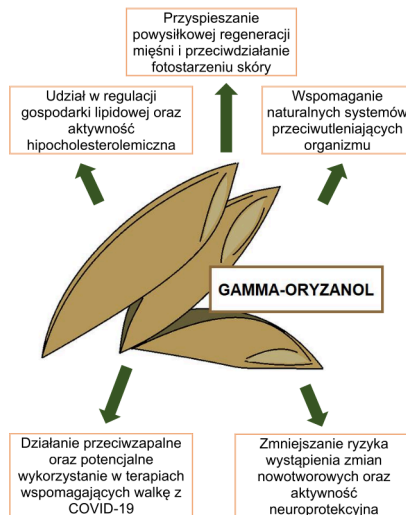 Przyspieszanie
powysiłkowej regeneracji
mięśni i przeciwdziałanie
fotostarzeniu skóry
Udział w regulacji
gospodarki lipidowej oraz
aktywność
hipocholesterolemiczna
Wspomaganie
naturalnych systemów
przeciwutleniających
organizmu
GAMMA-ORYZANOL
Działanie przeciwzapalne
oraz potencjalne
wykorzystanie w terapiach
wspomagających walkę z
COVID-19
Zmniejszanie ryzyka
wystąpienia zmian
nowotworowych oraz
aktywność
neuroprotekcyjna